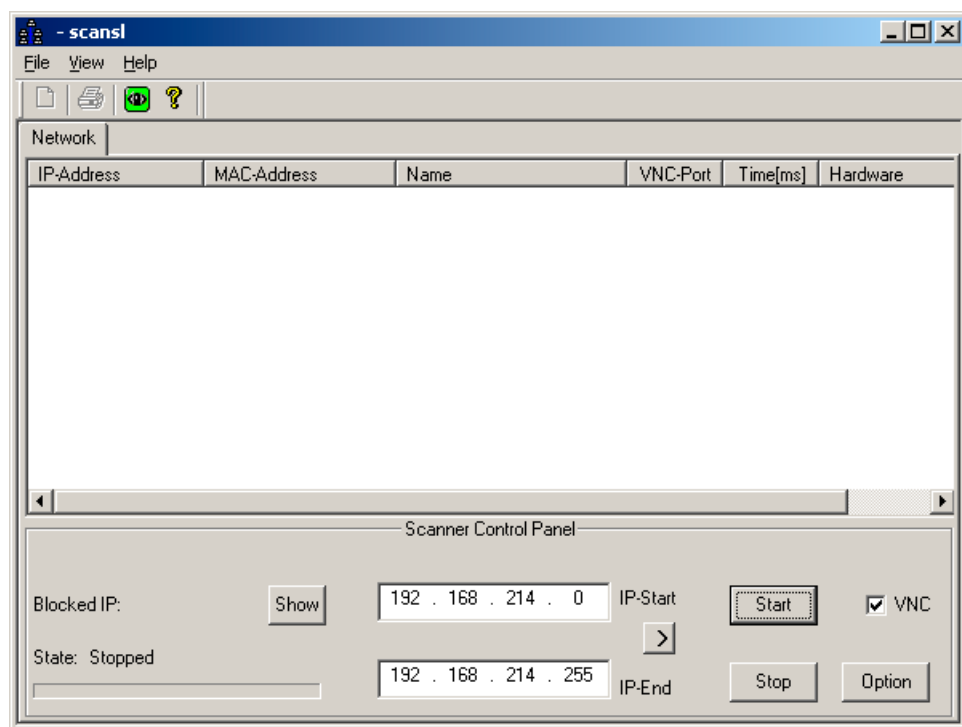 - scansl
File View Help
Network
IP-Address MAC-Address Name VNC-Port Time[ms] Hardware
Scanner Control Panel
Blocked IP: Show 192 . 168 . 214 . 0 IP-Start Start VNC
>
State: Stopped
192 . 168 . 214 . 255 IP-End Stop Option